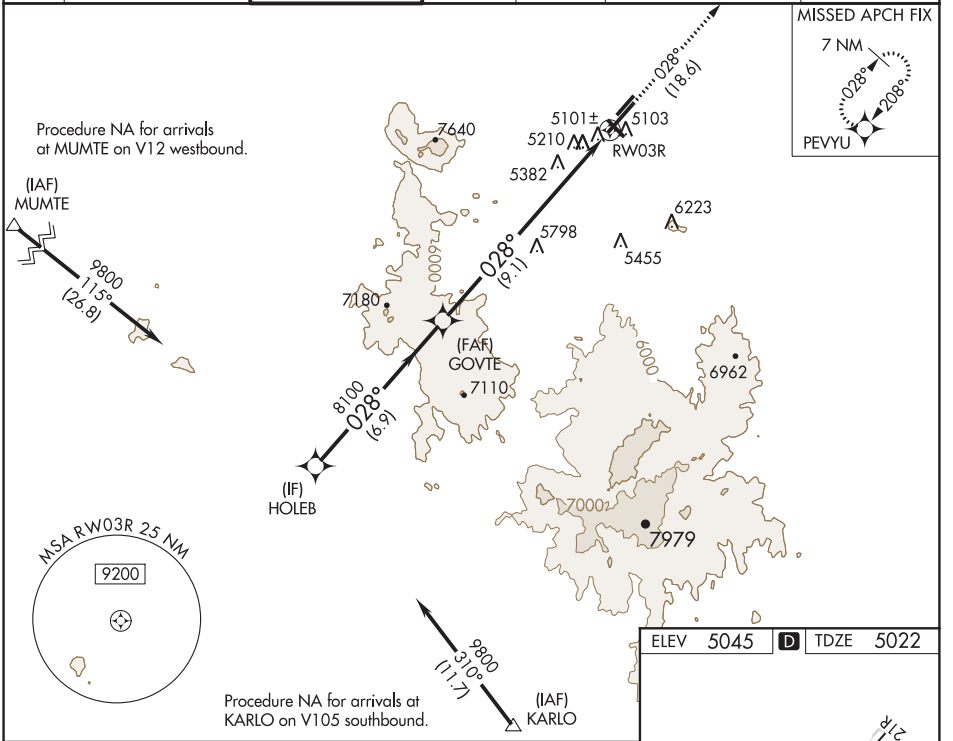 MISSED APCH FIX
7 NM
028°
208°
PEVYU
028°
(18.6)
Procedure NA for arrivals
at MUMTE on V12 westbound.
(IAF)
MUMTE
9800
115°
(26.8)
7640
5101±
5103
5210
RW03R
5382
6223
5798
5455
6000
028°
(9.1)
7180
(FAF)
GOVTE
6000
6962
7110
8100
028°
(6.9)
(IF)
HOLEB
7000
7979
MSA RW03R 25 NM
9200
9800
310°
(11.7)
(IAF)
KARLO
Procedure NA for arrivals at
KARLO on V105 southbound.
ELEV 5045 D TDZE 5022
21R